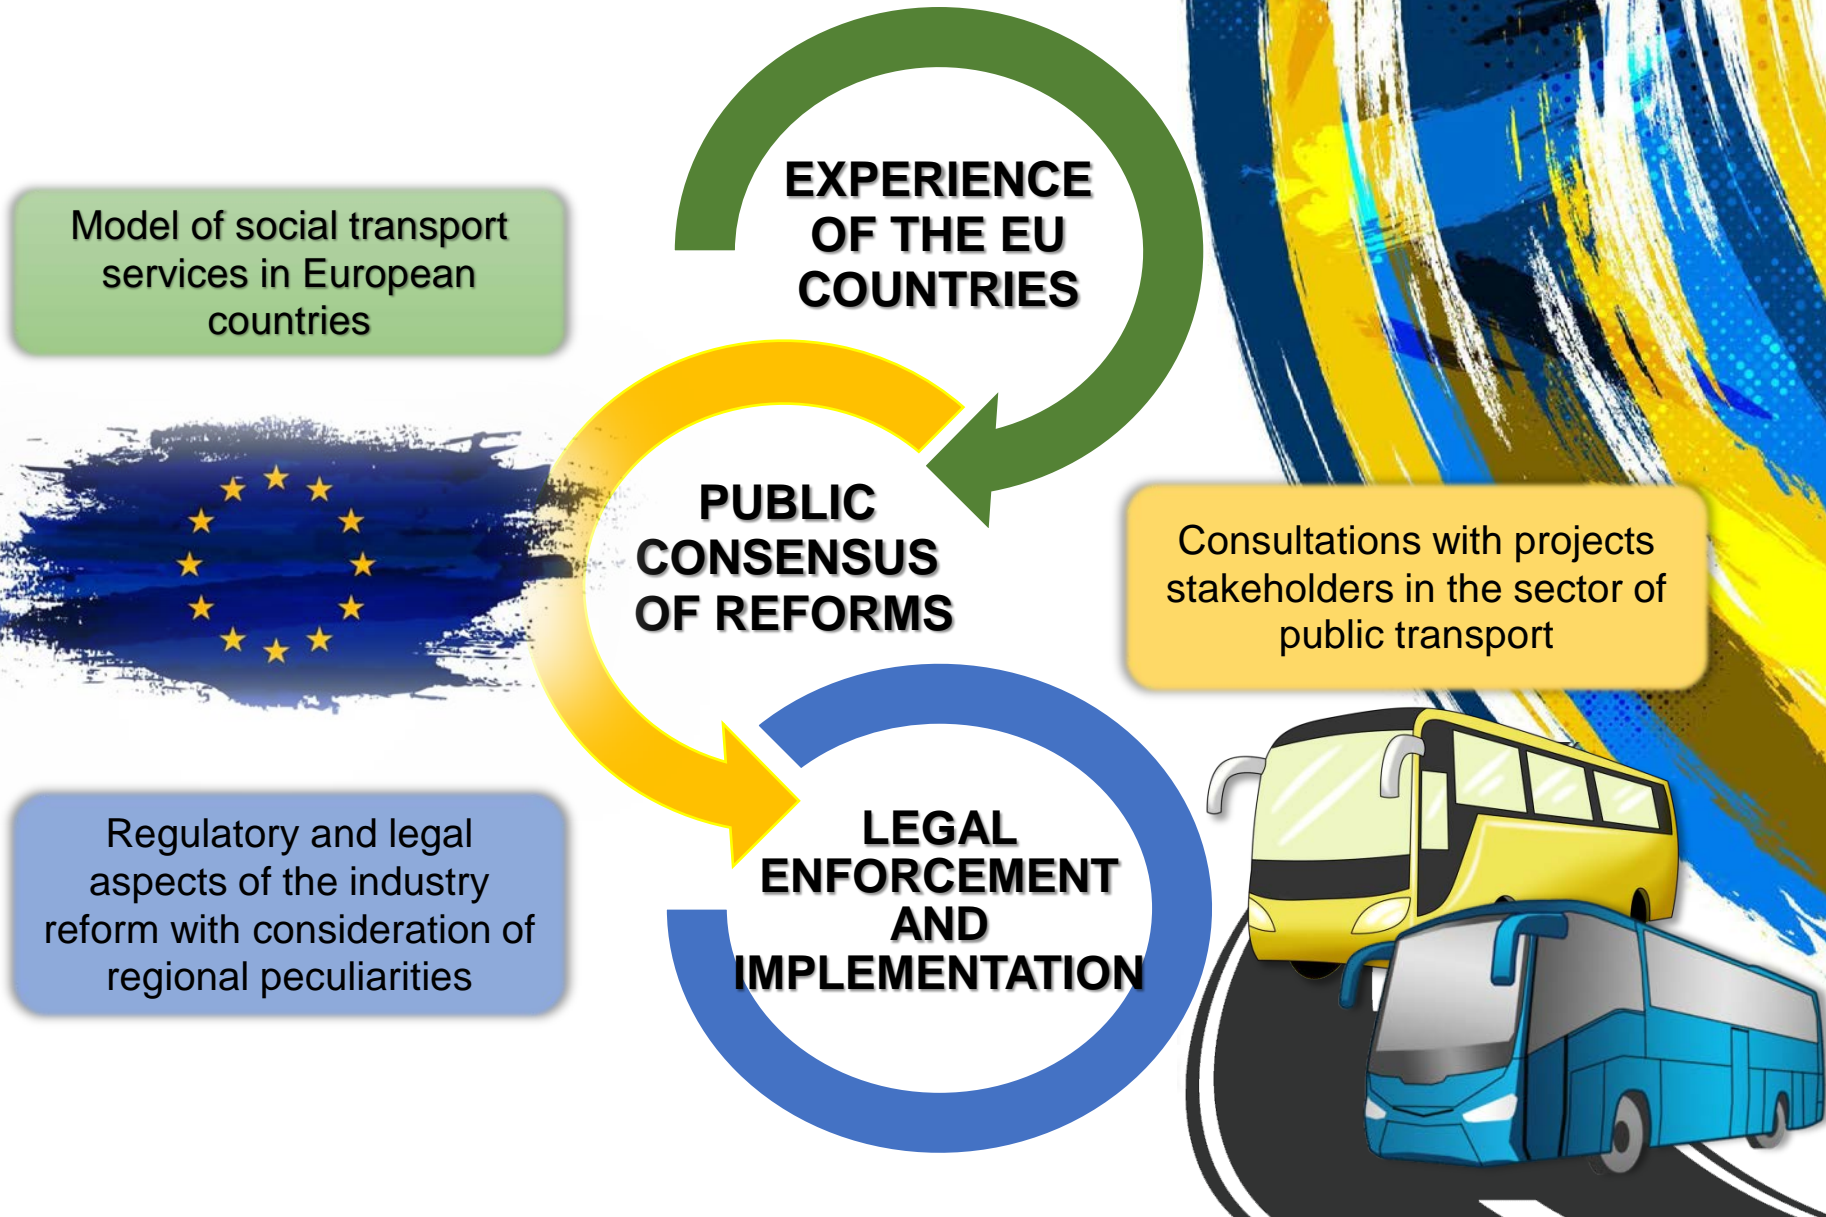 EXPERIENCE
OF THE EU
COUNTRIES
Model of social transport
services in European
countries
PUBLIC
CONSENSUS
OF REFORMS
Consultations with projects
stakeholders in the sector of
public transport
LEGAL
ENFORCEMENT
AND
IMPLEMENTATION
Regulatory and legal
aspects of the industry
reform with consideration of
regional peculiarities